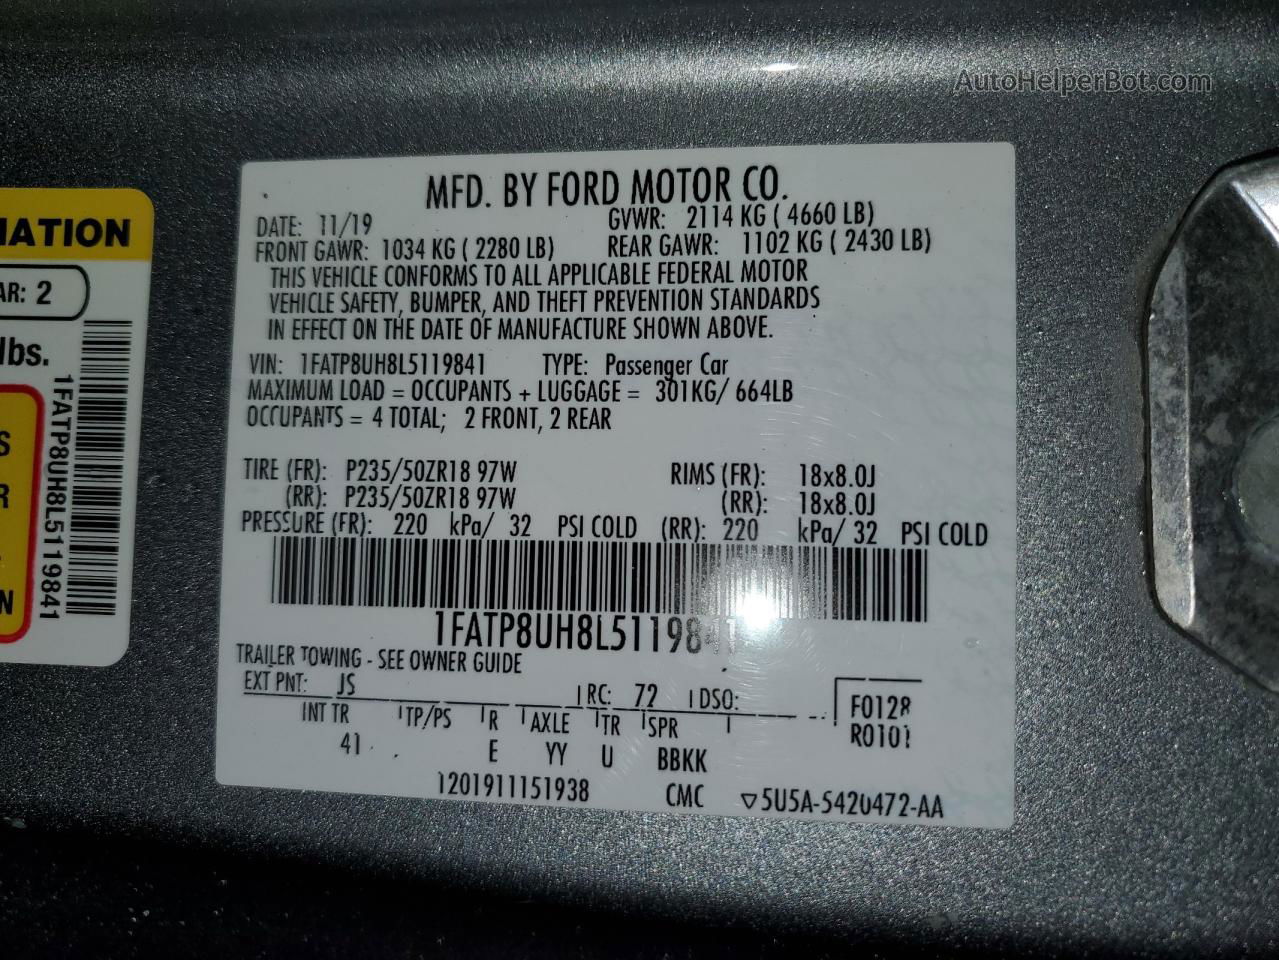 AutoHelperBot.com
MFD. BY FORD MOTOR CO.
DATE: 11/19 GVWR: 2114 KG ( 4660 LB)
FRONT GAWR: 1034 KG ( 2280 LB) REAR GAWR: 1102 KG ( 2430 LB)
THIS VEHICLE CONFORMS TO ALL APPLICABLE FEDERAL MOTOR
VEHICLE SAFETY, BUMPER, AND THEFT PREVENTION STANDARDS
IN EFFECT ON THE DATE OF MANUFACTURE SHOWN ABOVE.
VIN: 1FATP8UH8L5119841 TYPE: Passenger Car
MAXIMUM LOAD = OCCUPANTS + LUGGAGE = 301KG/ 664LB
OCCUPANTS = 4 TOTAL; 2 FRONT, 2 REAR
TIRE (FR): P235/50ZR18 97W RIMS (FR): 18x8.0J
(RR): P235/50ZR18 97W (RR): 18x8.0J
PRESSURE (FR): 220 kPa/ 32 PSI COLD (RR): 220 kPa/ 32 PSI COLD
1FATP8UH8L5119841
TRAILER TOWING - SEE OWNER GUIDE
EXT PNT: JS RC: 72 DSO:
INT TR TP/PS R AXLE TR SPR
41 E YY U BBKK
F0128
R0101
1201911151938 CMC ▽5U5A-5420472-AA
MATION
AR: 2
lbs.
1FATP8UH8L5119841
S
R
N